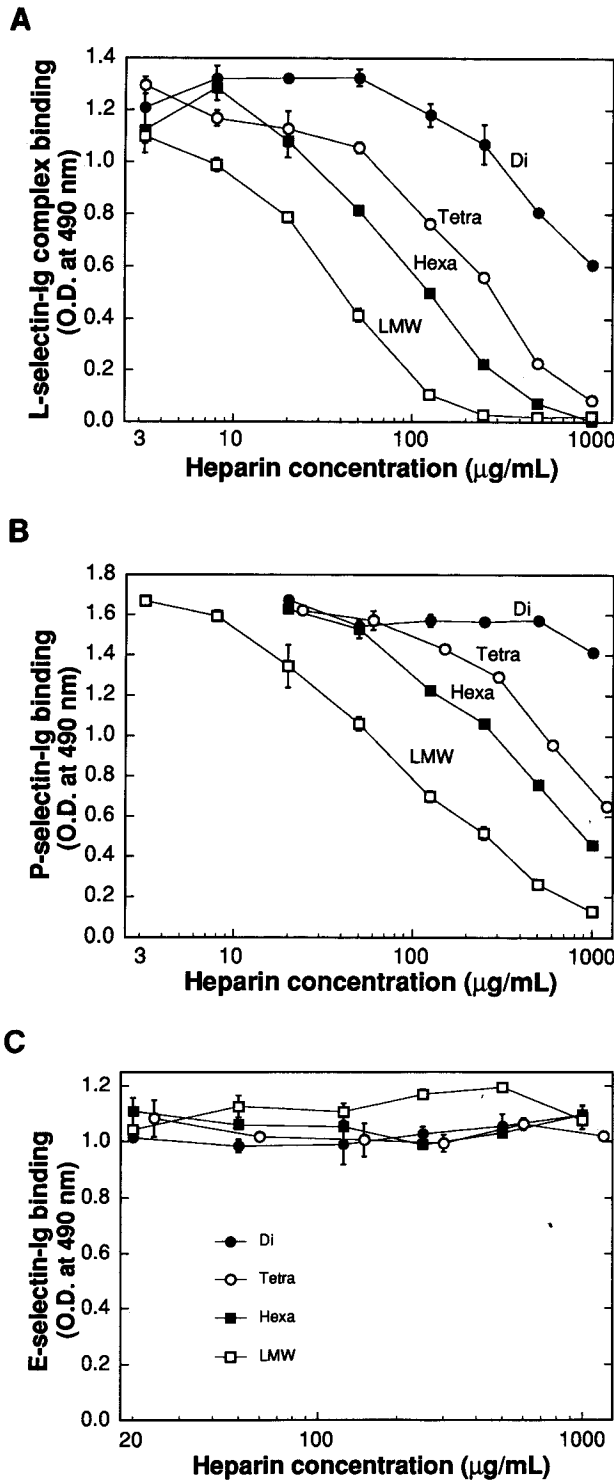 A
L-selectin-Ig complex binding
(O.D. at 490 nm)
1.4
1.2
1.0
0.8
0.6
0.4
0.2
0.0
Di
Tetra
Hexa
LMW
3 10 100 1000
Heparin concentration (μg/mL)
B
P-selectin-Ig binding
(O.D. at 490 nm)
1.8
1.6
1.4
1.2
1.0
0.8
0.6
0.4
0.2
0.0
Di
Tetra
Hexa
LMW
3 10 100 1000
Heparin concentration (μg/mL)
C
E-selectin-Ig binding
(O.D. at 490 nm)
1.2
1.0
0.8
0.6
0.4
0.2
0.0
Di
Tetra
Hexa
LMW
20 100 1000
Heparin concentration (μg/mL)